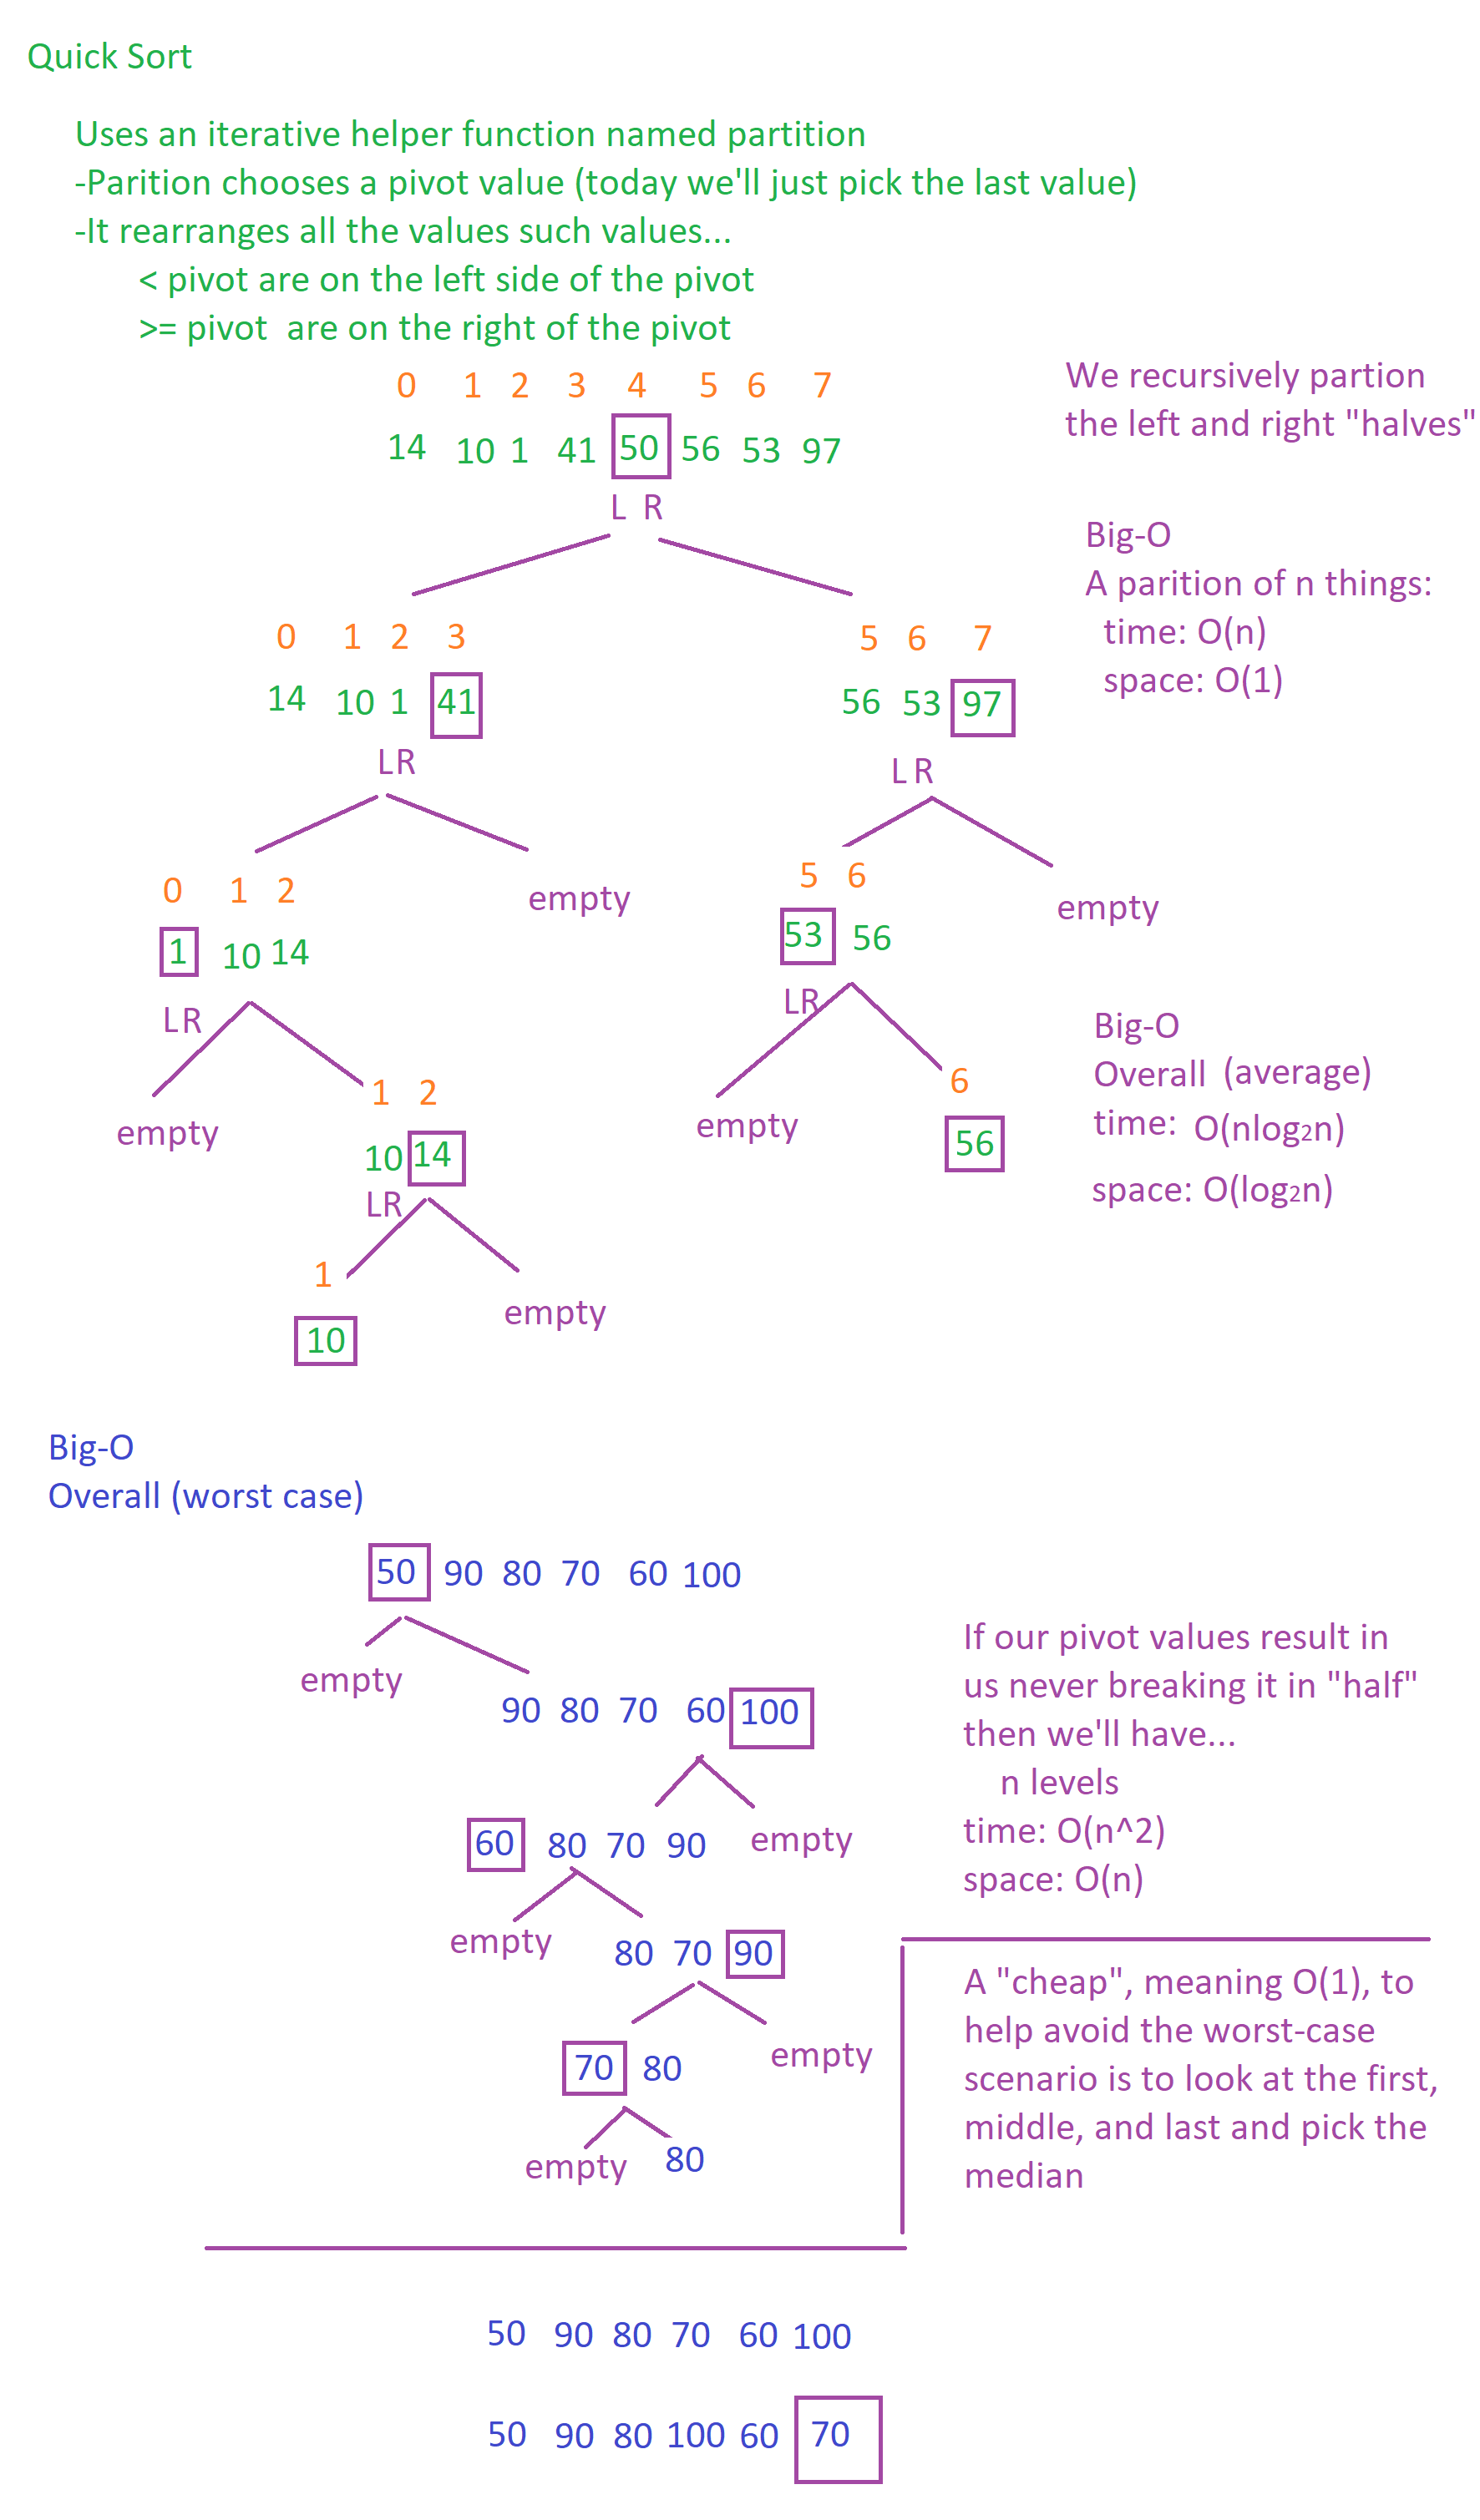 Quick Sort
Uses an iterative helper function named partition
-Parition chooses a pivot value (today we'll just pick the last value)
-It rearranges all the values such values...
< pivot are on the left side of the pivot
>= pivot  are on the right of the pivot
We recursively partion
the left and right "halves"
0 1 2 3 4 5 6 7
14 10 1 41 50 56 53 97
L R
Big-O
A parition of n things:
time: O(n)
space: O(1)
0 1 2 3
14 10 1 41
L R
5 6 7
56 53 97
L R
0 1 2
1 10 14
L R
empty
5 6
53 56
L R
empty
empty
1 2
10 14
L R
empty
6
56
1
10
empty
Big-O
Overall (average)
time: O(nlog2n)
space: O(log2n)
Big-O
Overall (worst case)
50 90 80 70 60 100
empty
90 80 70 60 100
60 80 70 90
empty
empty
80 70 90
70 80
empty
empty
80
If our pivot values result in
us never breaking it in "half"
then we'll have...
n levels
time: O(n^2)
space: O(n)
A "cheap", meaning O(1), to
help avoid the worst-case
scenario is to look at the first,
middle, and last and pick the
median
50 90 80 70 60 100
50 90 80 100 60 70